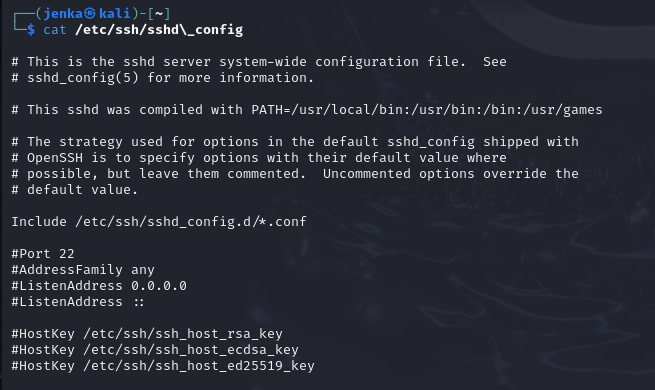 ┌──(jenka㉿kali)-[~]
└─$ cat /etc/ssh/sshd\_config
# This is the sshd server system-wide configuration file.  See
# sshd_config(5) for more information.
# This sshd was compiled with PATH=/usr/local/bin:/usr/bin:/bin:/usr/games
# The strategy used for options in the default sshd_config shipped with
# OpenSSH is to specify options with their default value where
# possible, but leave them commented.  Uncommented options override the
# default value.
Include /etc/ssh/sshd_config.d/*.conf
#Port 22
#AddressFamily any
#ListenAddress 0.0.0.0
#ListenAddress ::
#HostKey /etc/ssh/ssh_host_rsa_key
#HostKey /etc/ssh/ssh_host_ecdsa_key
#HostKey /etc/ssh/ssh_host_ed25519_key